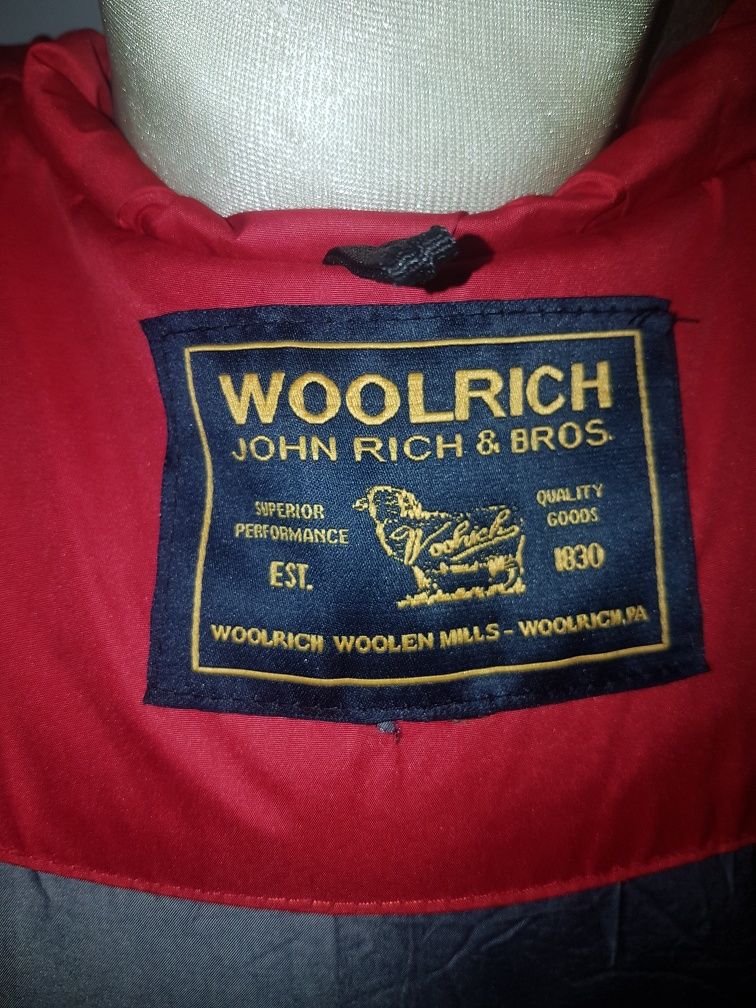 WOOLRICH
JOHN RICH & BROS.
SUPERIOR
PERFORMANCE
EST.
Woolrich
QUALITY
GOODS
1830
WOOLRICH WOOLEN MILLS - WOOLRICH, PA